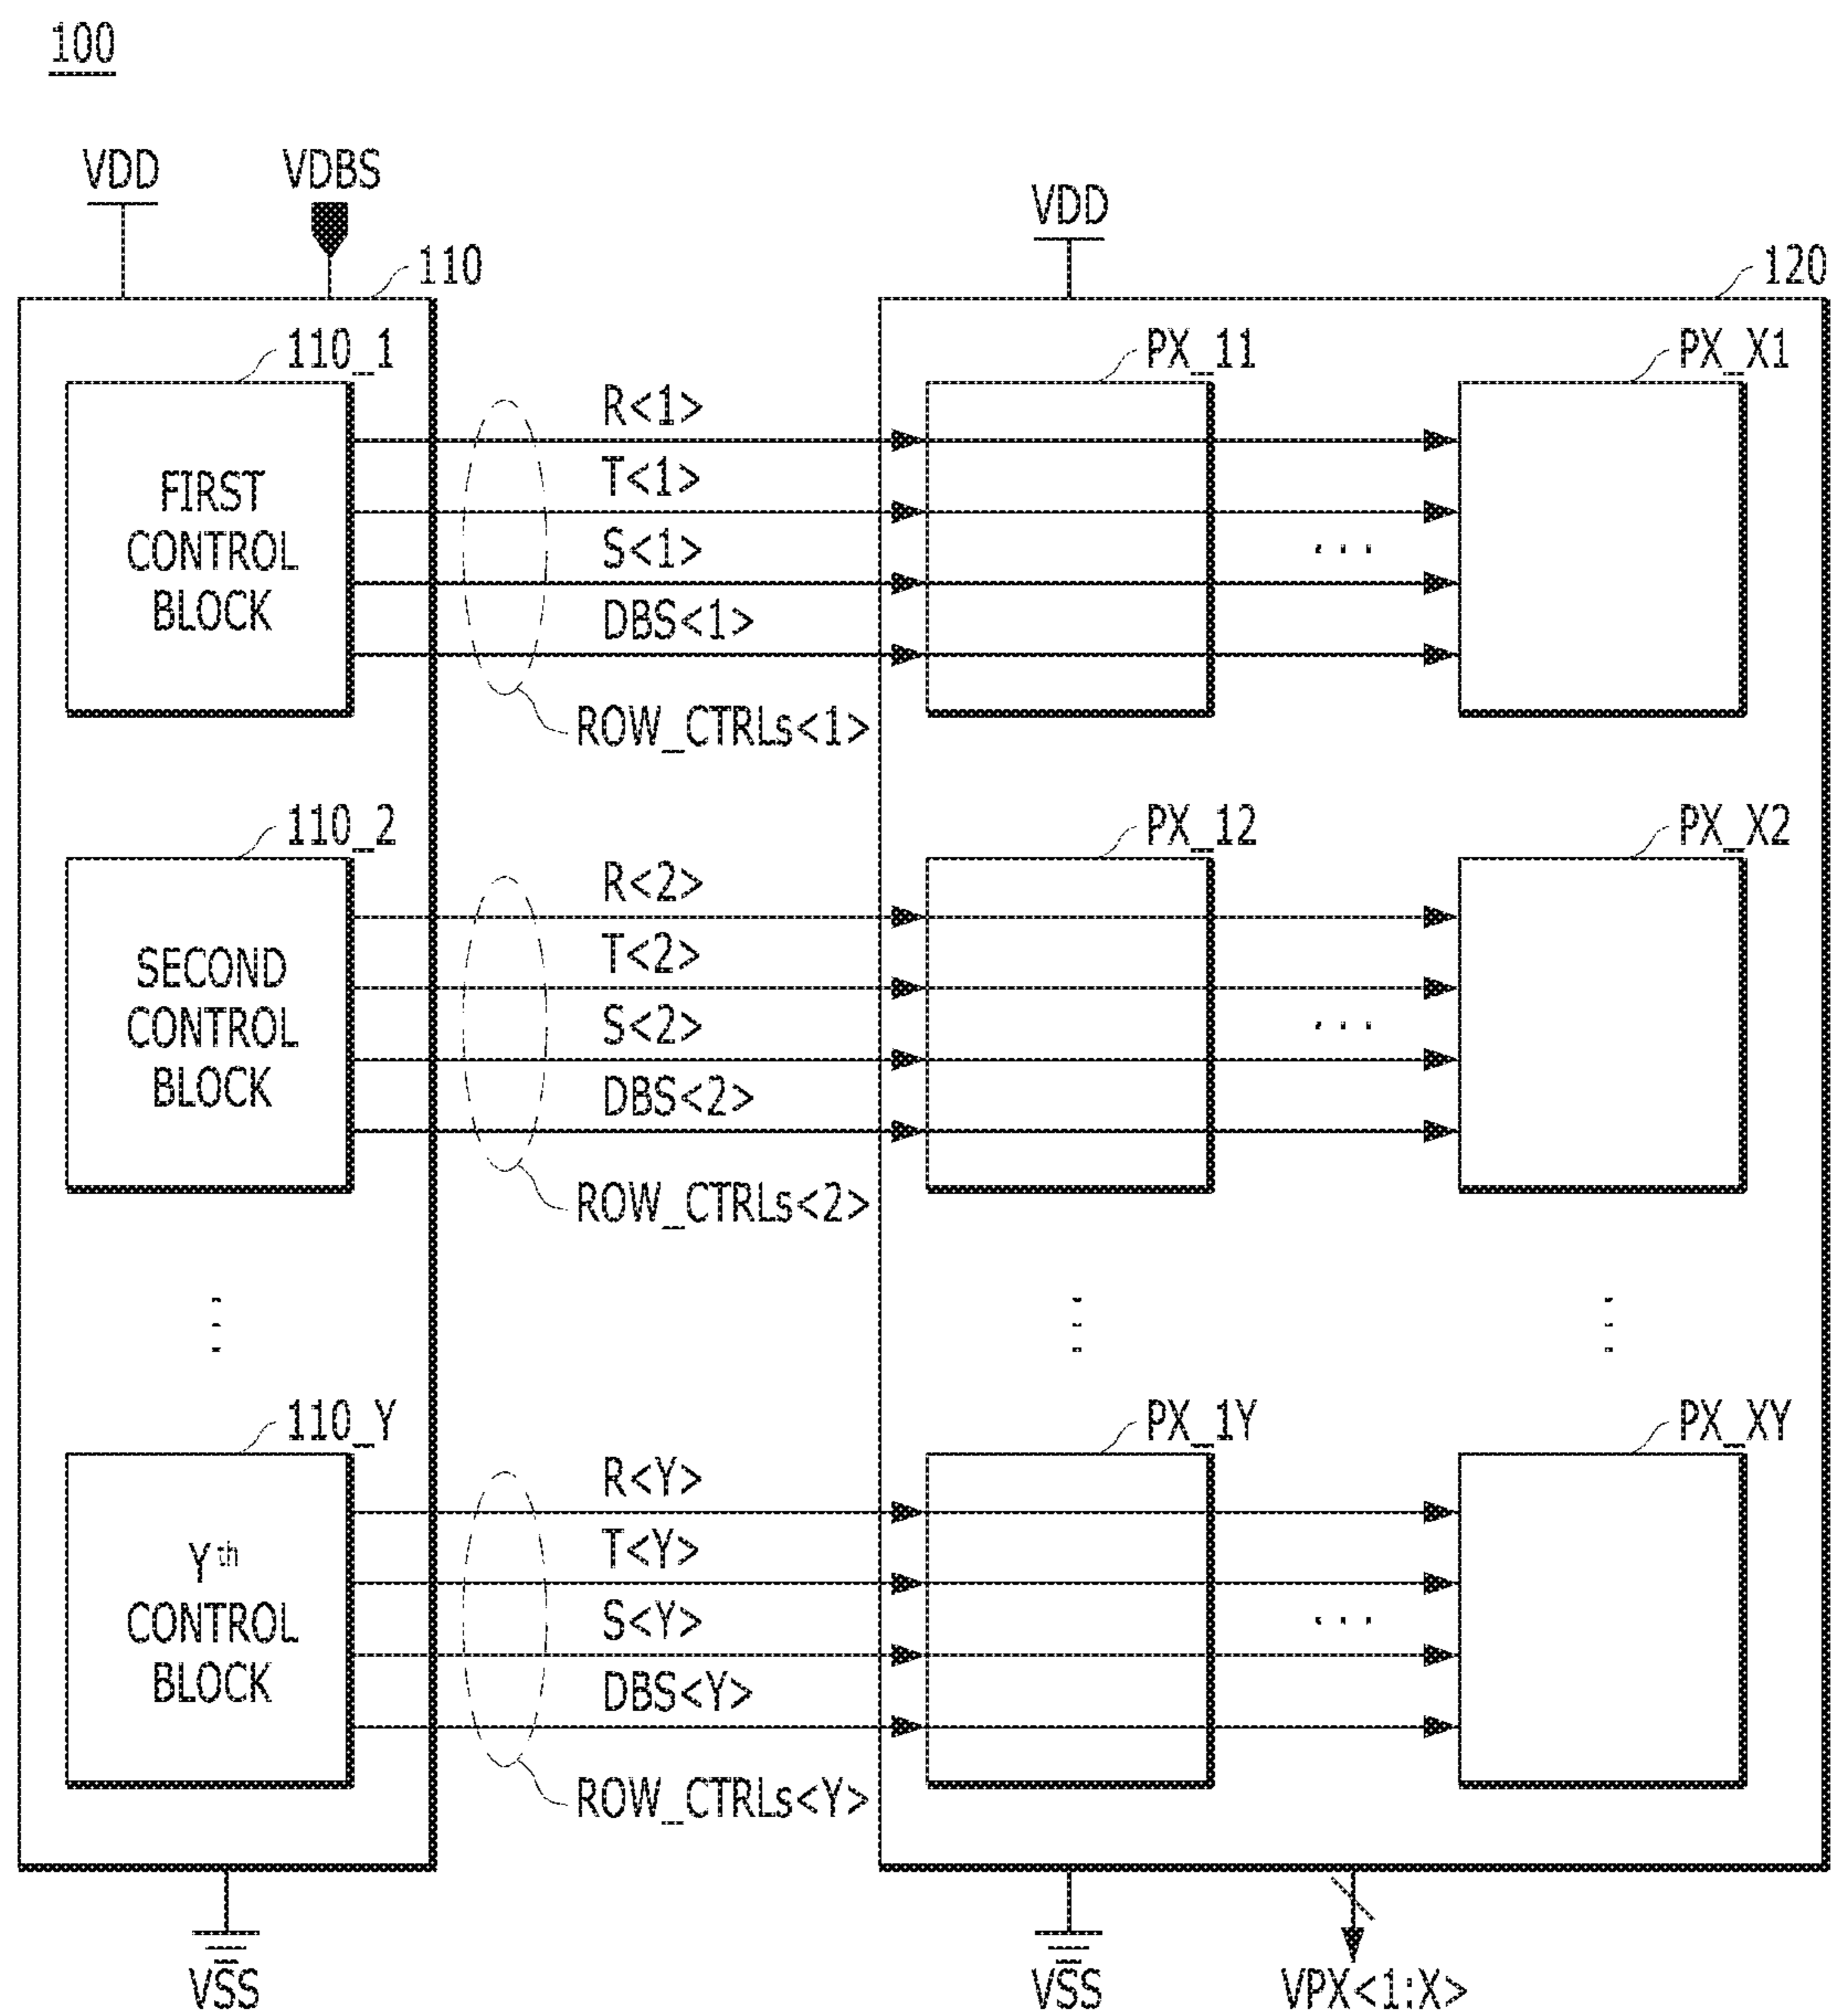 100
VDD
VDBS
VDD
110
120
110_1
PX_11
PX_X1
FIRST
CONTROL
BLOCK
R<1>
T<1>
S<1>
DBS<1>
...
ROW_CTRLs<1>
110_2
PX_12
PX_X2
SECOND
CONTROL
BLOCK
R<2>
T<2>
S<2>
DBS<2>
...
ROW_CTRLs<2>
110_Y
PX_1Y
PX_XY
Yth
CONTROL
BLOCK
R<Y>
T<Y>
S<Y>
DBS<Y>
...
ROW_CTRLs<Y>
VSS
VSS
VPX<1:X>